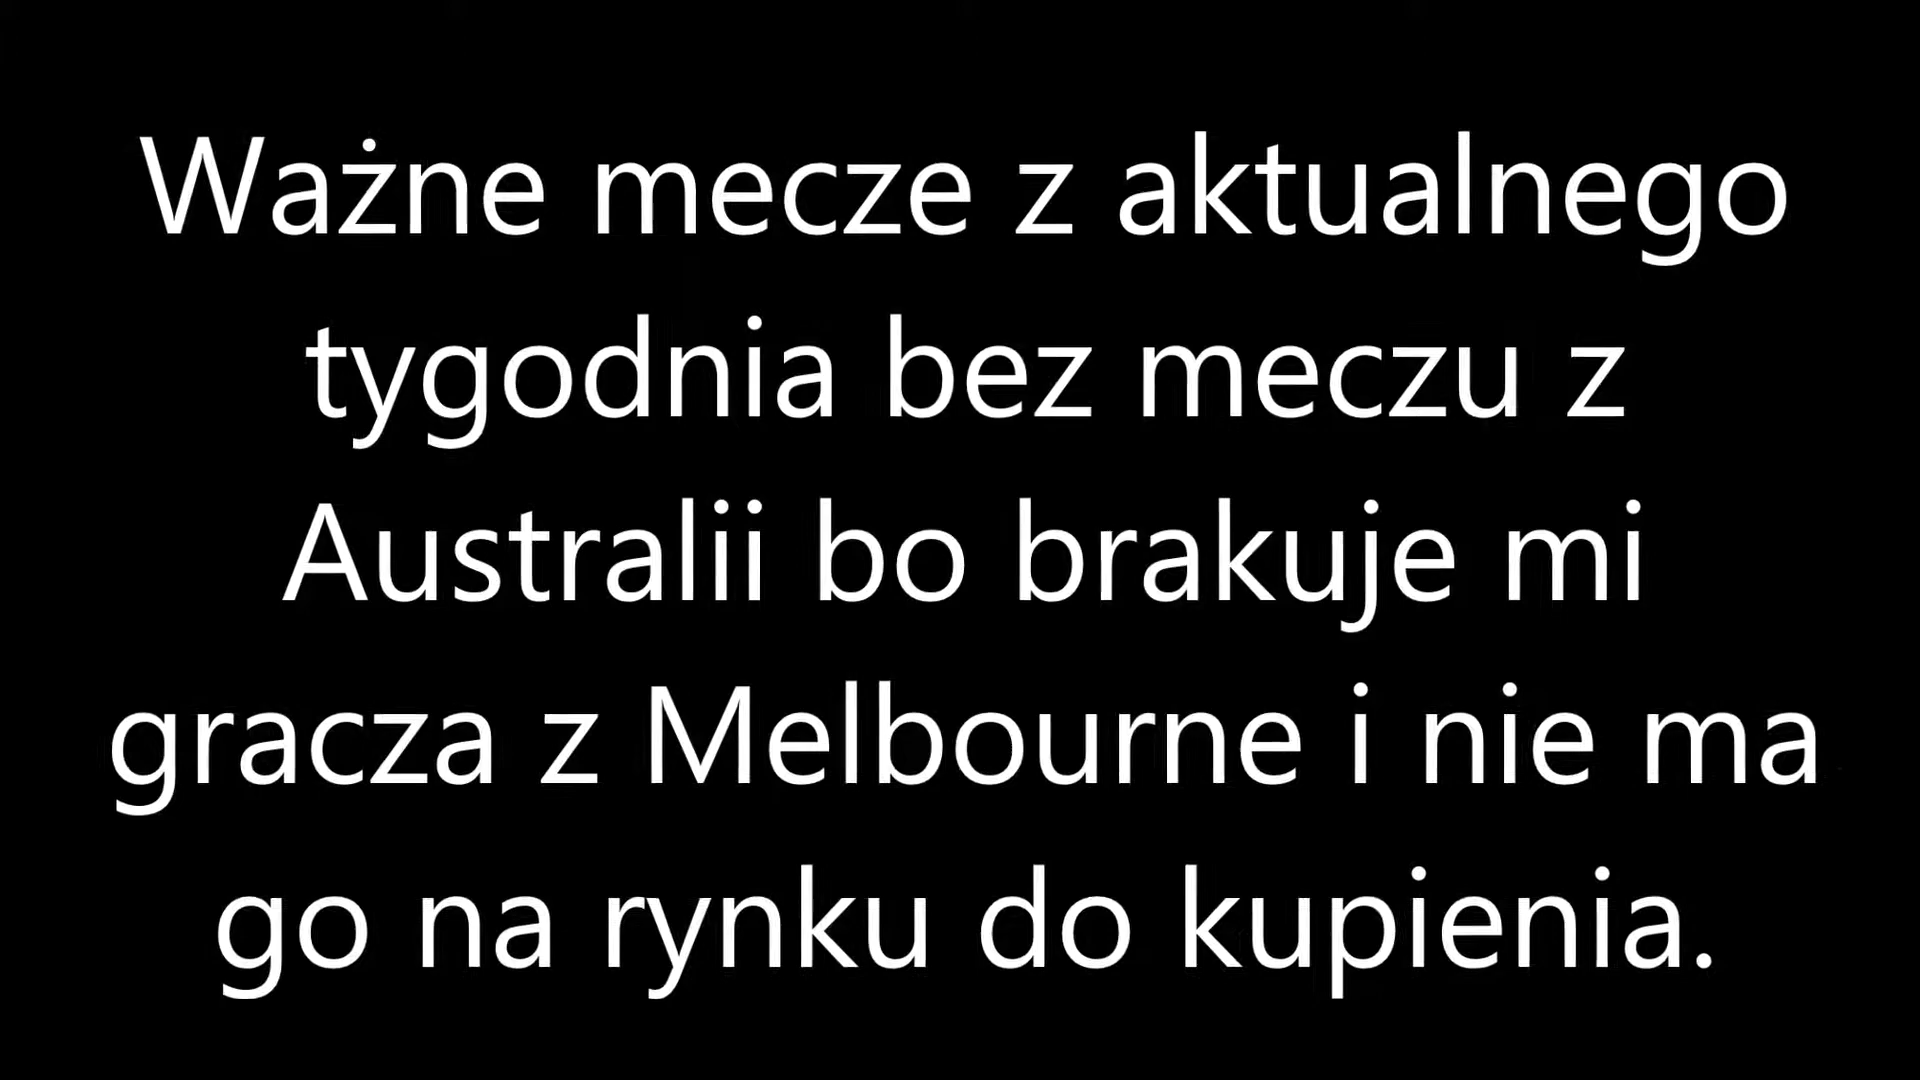 Ważne mecze z aktualnego
tygodnia bez meczu z
Australii bo brakuje mi
gracza z Melbourne i nie ma
go na rynku do kupienia.